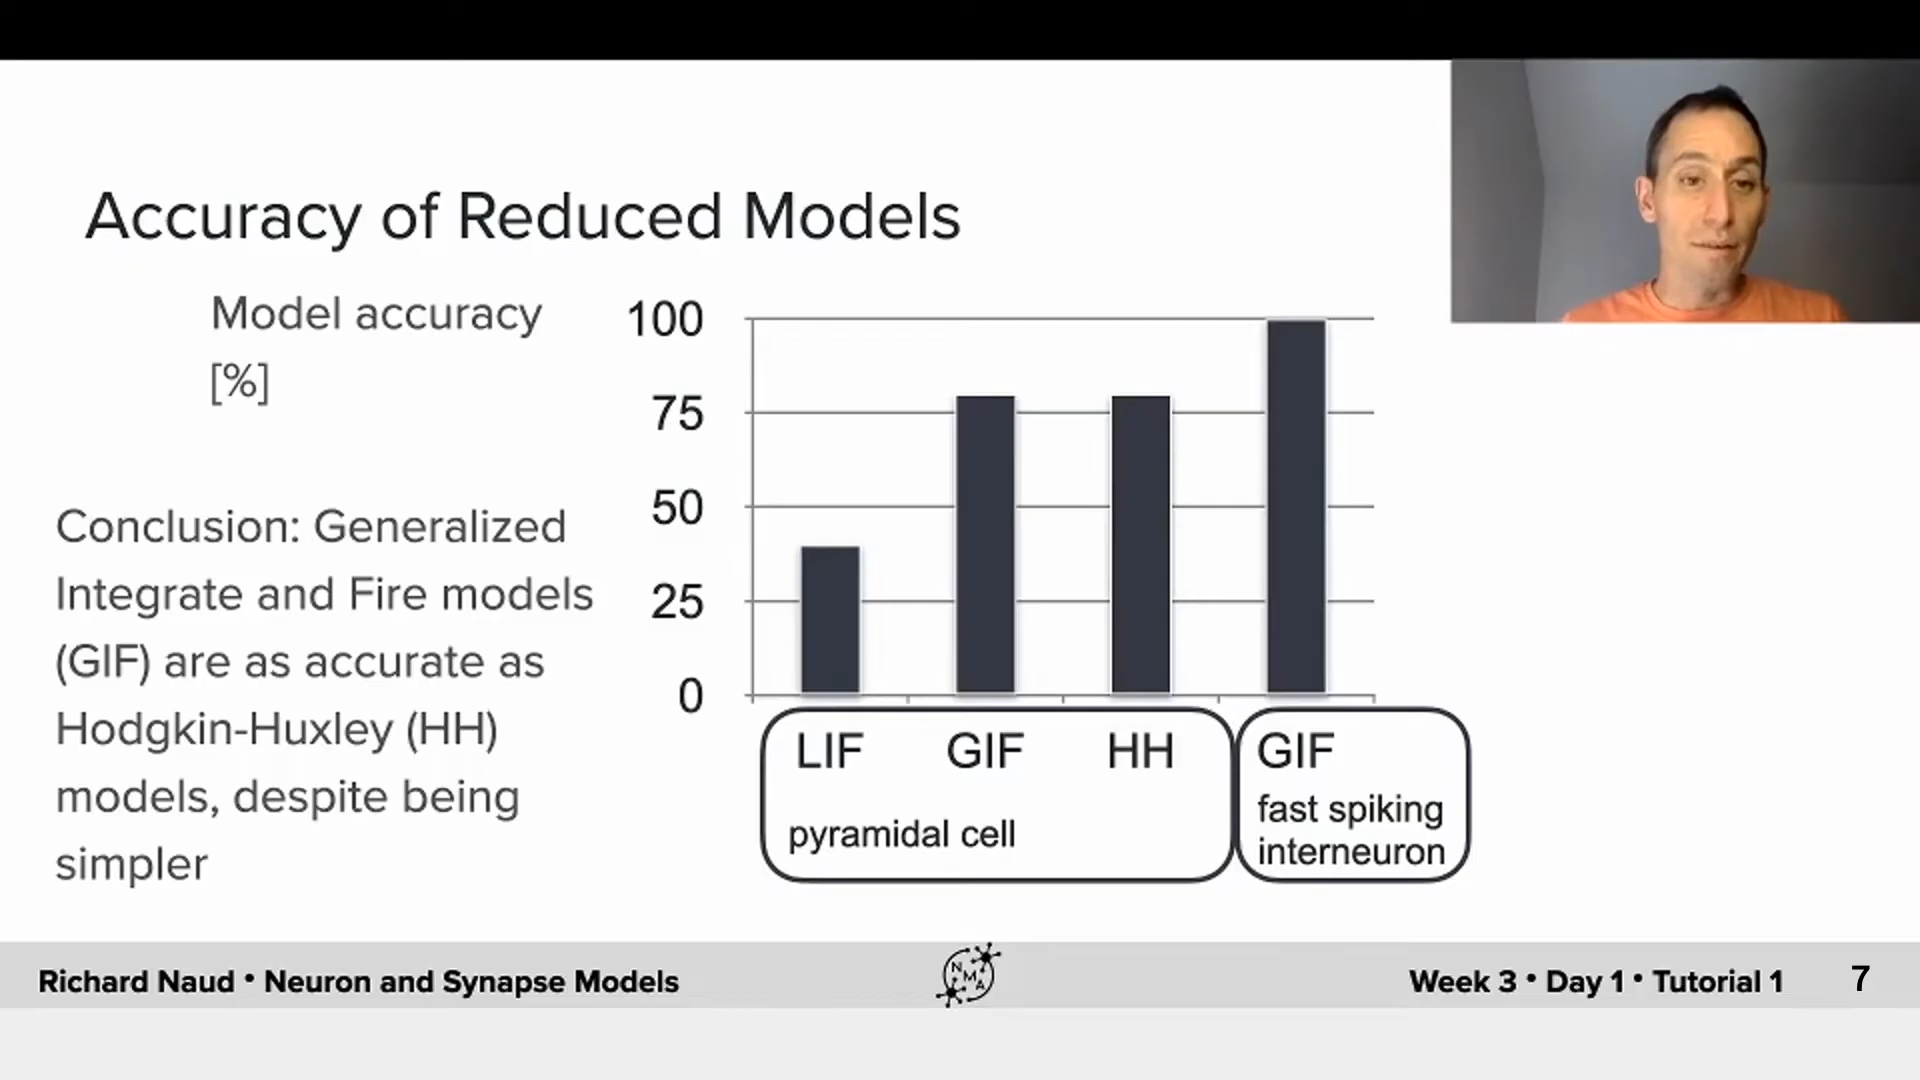 Accuracy of Reduced Models
Model accuracy
[%]
100
75
50
25
0
Conclusion: Generalized
Integrate and Fire models
(GIF) are as accurate as
Hodgkin-Huxley (HH)
models, despite being
simpler
LIF GIF HH GIF
pyramidal cell
fast spiking
interneuron
Richard Naud • Neuron and Synapse Models
N
M
A
Week 3 • Day 1 • Tutorial 1 7